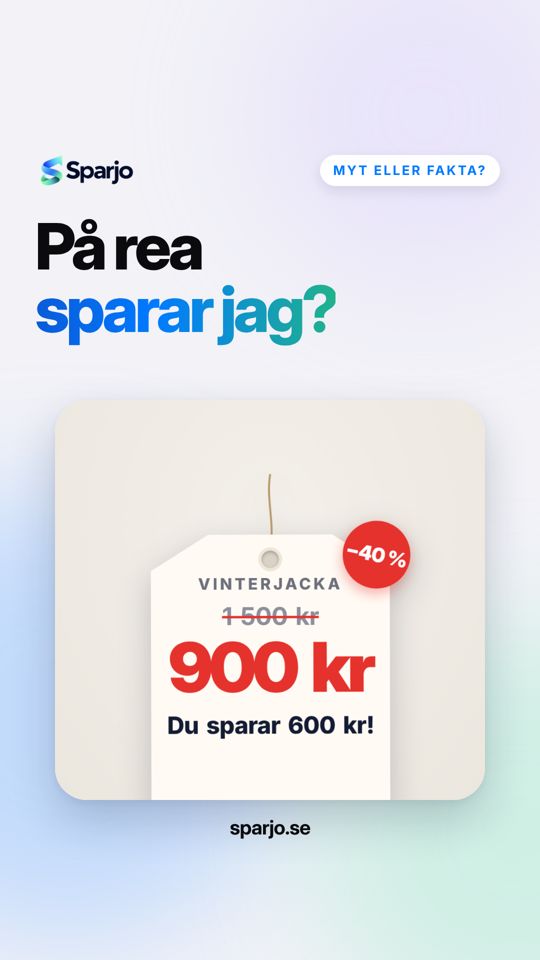 Sparjo
MYT ELLER FAKTA?
På rea
sparar jag?
−40 %
VINTERJACKA
1 500 kr
900 kr
Du sparar 600 kr!
sparjo.se